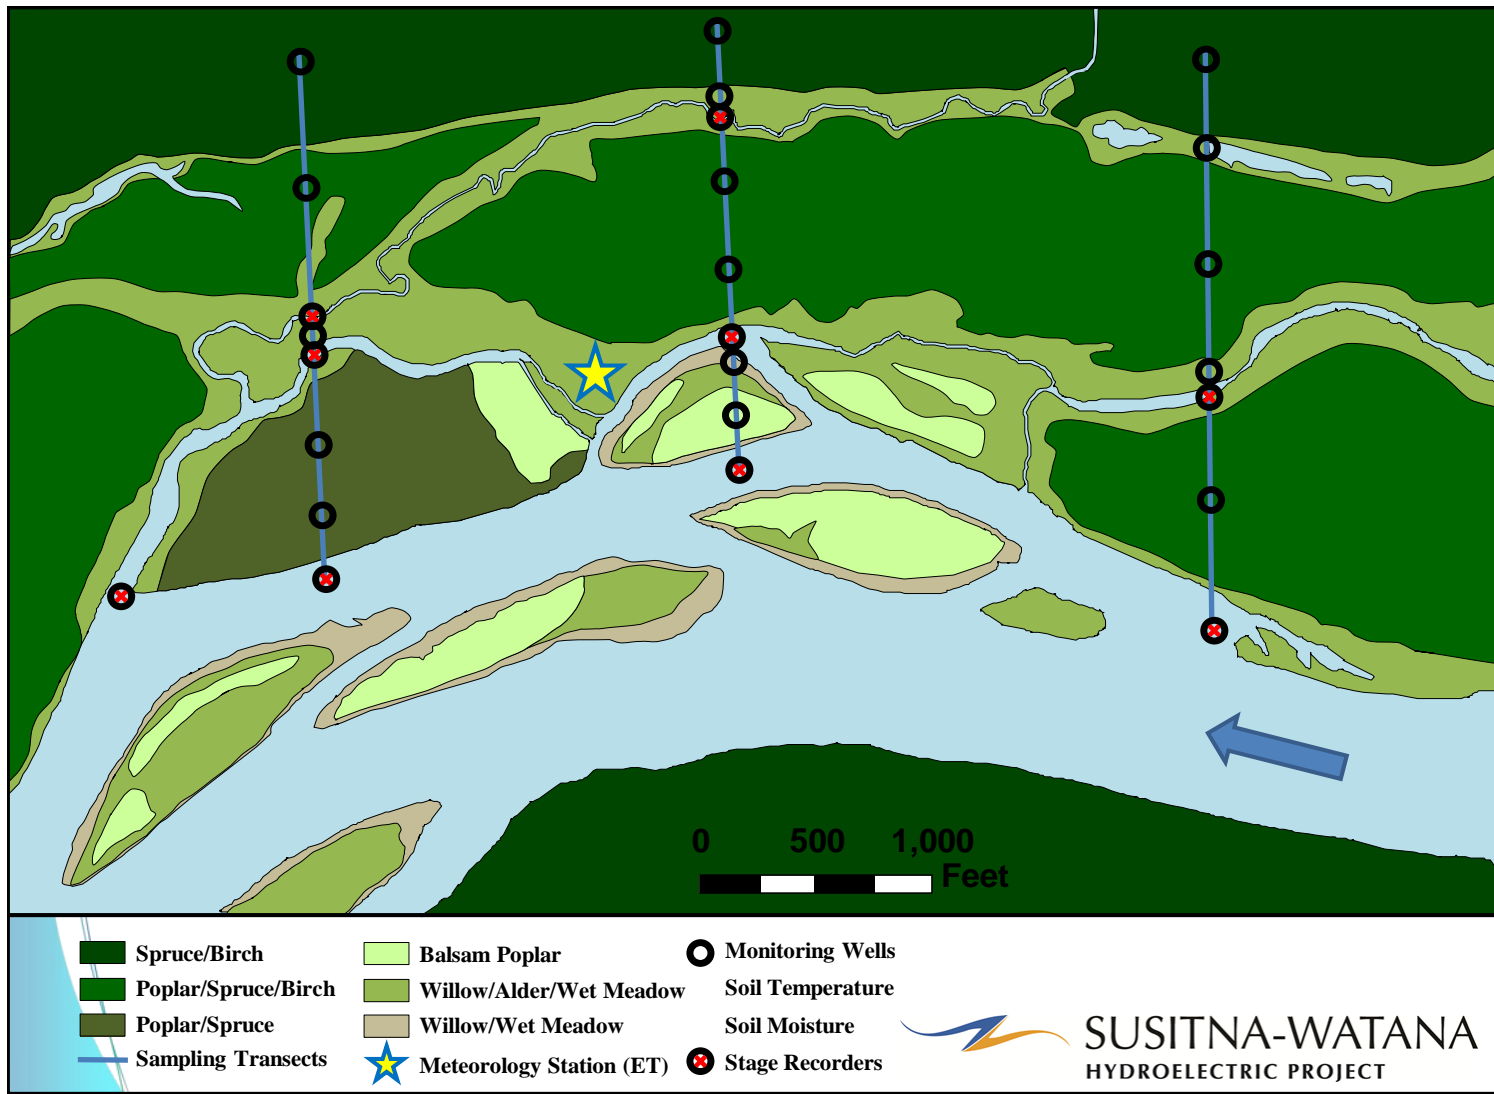 0 500 1,000
Feet
Spruce/Birch
Poplar/Spruce/Birch
Poplar/Spruce
Sampling Transects
Balsam Poplar
Willow/Alder/Wet Meadow
Willow/Wet Meadow
Meteorology Station (ET)
Monitoring Wells
Soil Temperature
Soil Moisture
Stage Recorders
SUSITNA-WATANA
HYDROELECTRIC PROJECT